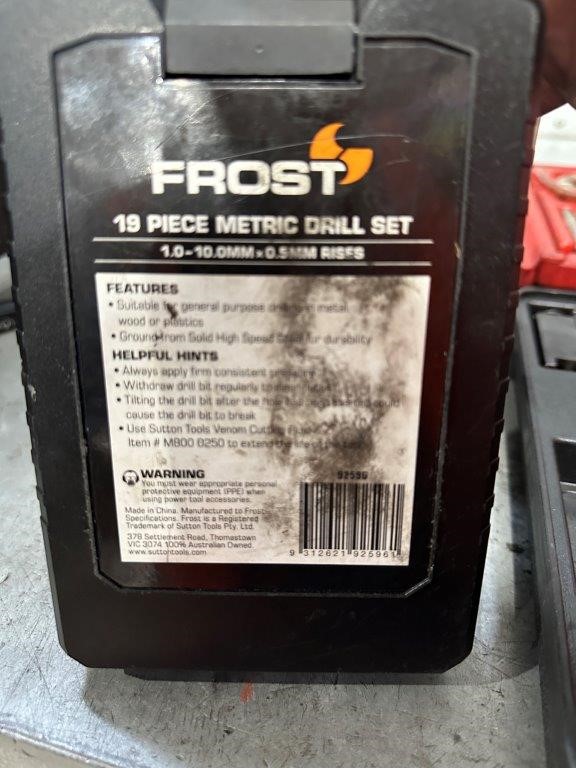 FROST
19 PIECE METRIC DRILL SET
1.0-10.0MM x 0.5MM RISES
FEATURES
• Suitable for general purpose drilling in metal
wood or plastics
• Ground from Solid High Speed Steel for durability
HELPFUL HINTS
• Always apply firm consistent pressure
• Withdraw drill bit regularly to
• Tilting the drill bit after the hole has could
cause the drill bit to break
• Use Sutton Tools Venom Cutting Fluid
Item # M800 0250 to extend the life of the
WARNING
You must wear appropriate personal
protective equipment (PPE) when
using power tool accessories.
Made in China. Manufactured to Frost
Specifications. Frost is a Registered
Trademark of Sutton Tools Pty. Ltd.
378 Settlement Road, Thomastown
VIC 3074 100% Australian Owned.
www.suttontools.com
92596
9 312621 925961